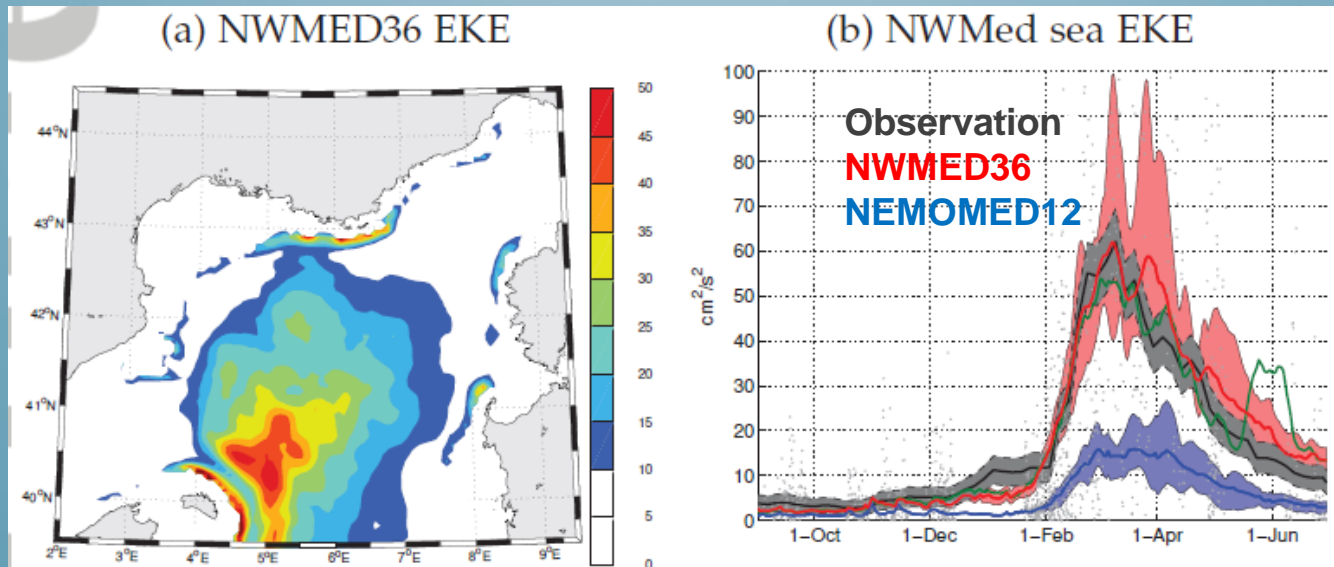 (a) NWMED36 EKE
44°N
43°N
42°N
41°N
40°N
2°E 3°E 4°E 5°E 6°E 7°E 8°E 9°E
50
45
40
35
30
25
20
15
10
5
0
(b) NWMed sea EKE
Observation
NWMED36
NEMOMED12
cm²/s²
100
90
80
70
60
50
40
30
20
10
0
1-Oct 1-Dec 1-Feb 1-Apr 1-Jun